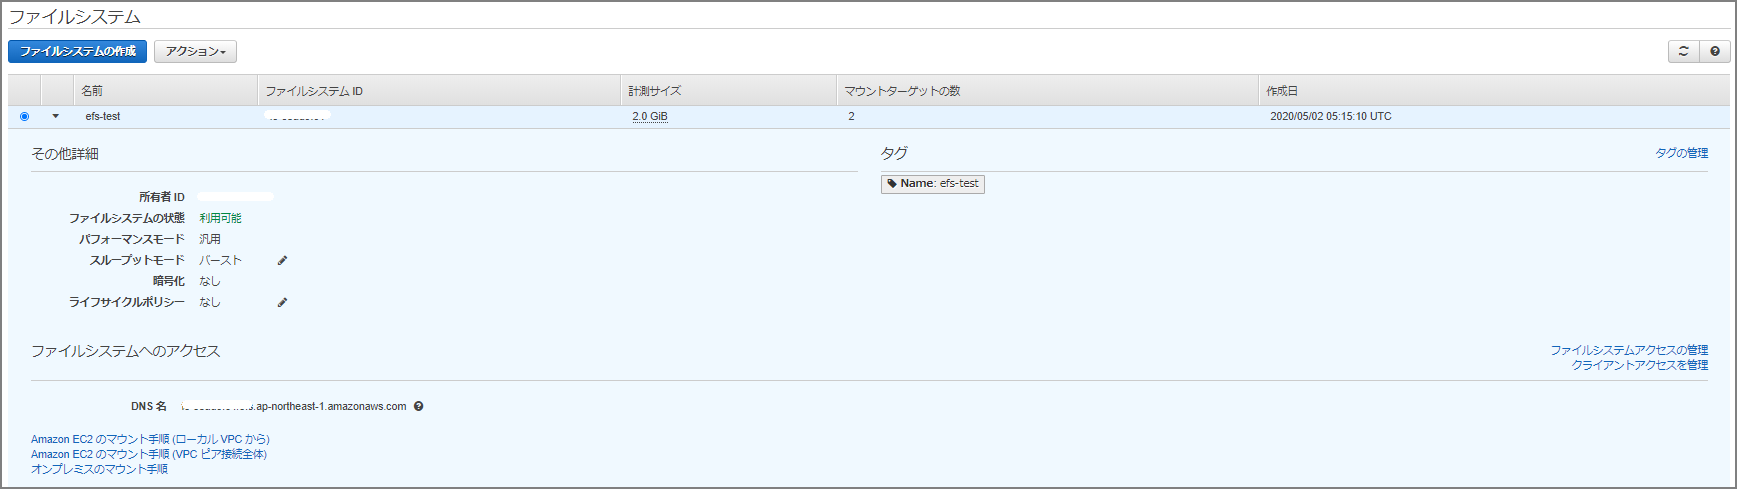 ファイルシステム
ファイルシステムの作成 アクション
名前 ファイルシステム ID 計測サイズ マウントターゲットの数 作成日
efs-test 2.0 GiB 2 2020/05/02 05:15:10 UTC
その他詳細
所有者 ID
ファイルシステムの状態 利用可能
パフォーマンスモード 汎用
スループットモード バースト
暗号化 なし
ライフサイクルポリシー なし
タグ タグの管理
Name: efs-test
ファイルシステムへのアクセス
ファイルシステムアクセスの管理
クライアントアクセスを管理
DNS 名 .ap-northeast-1.amazonaws.com
Amazon EC2 のマウント手順 (ローカル VPC から)
Amazon EC2 のマウント手順 (VPC ピア接続全体)
オンプレミスのマウント手順